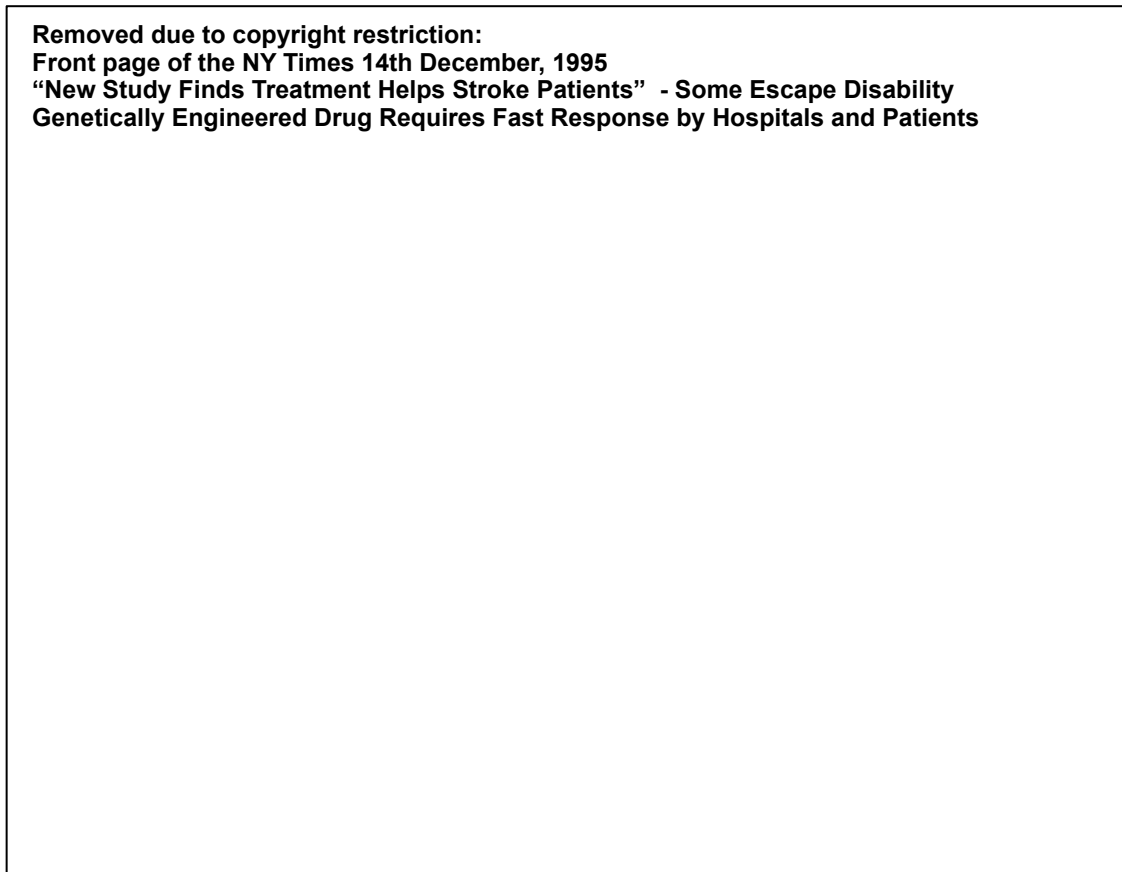 Removed due to copyright restriction:
Front page of the NY Times 14th December, 1995
“New Study Finds Treatment Helps Stroke Patients”  - Some Escape Disability
Genetically Engineered Drug Requires Fast Response by Hospitals and Patients